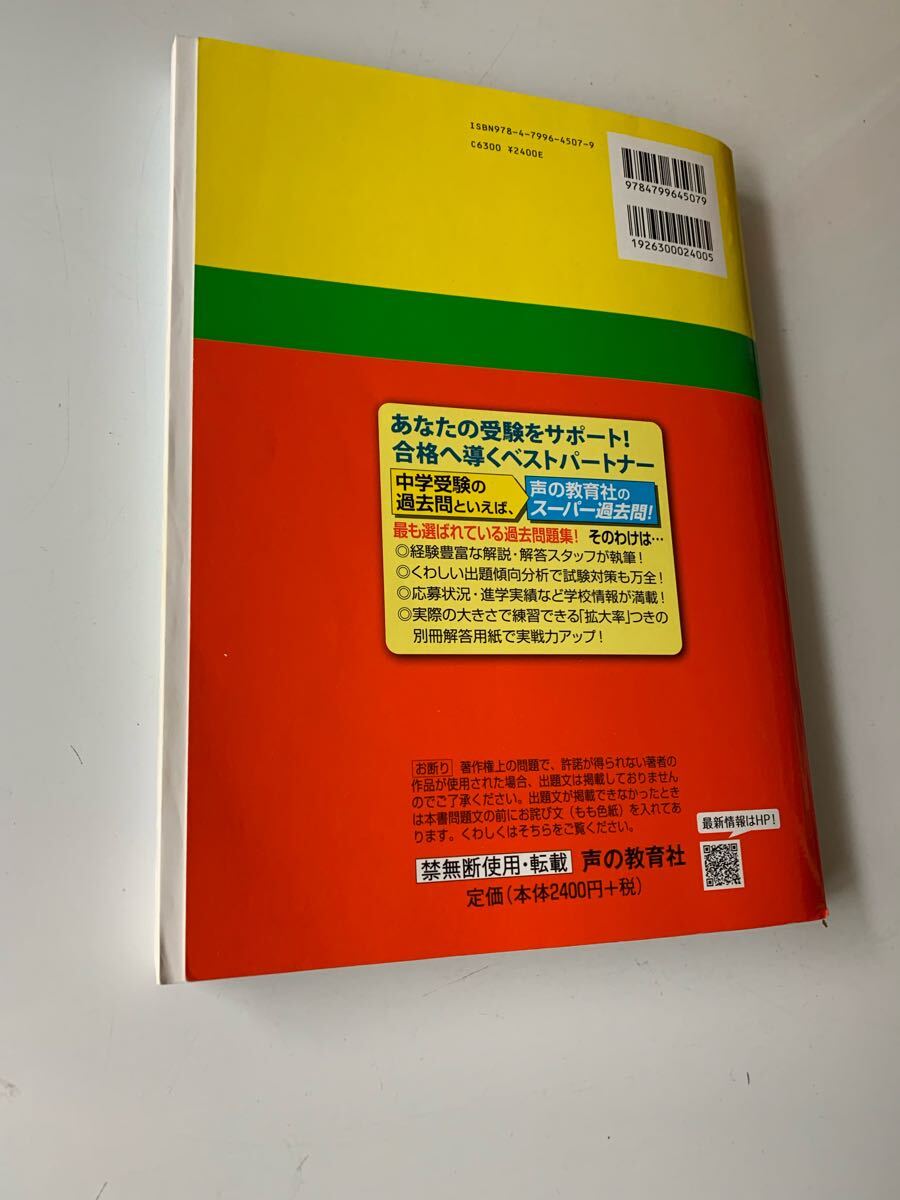 ISBN978-4-7996-4507-9
C6300 ¥2400E
9784799645079
1926300024005
あなたの受験をサポート!
合格へ導くベストパートナー
中学受験の
過去問といえば、
声の教育社の
スーパー過去問!
最も選ばれている過去問題集! そのわけは…
◎経験豊富な解説・解答スタッフが執筆!
◎くわしい出題傾向分析で試験対策も万全!
◎応募状況・進学実績など学校情報が満載!
◎実際の大きさで練習できる「拡大率」つきの
別冊解答用紙で実戦力アップ!
お断り 著作権上の問題で、許諾が得られない著者の
作品が使用された場合、出題文は掲載しておりません
のでご了承ください。出題文が掲載できなかったとき
は本書問題文の前にお詫び文(もも色紙)を入れてあ
ります。くわしくはそちらをご覧ください。
最新情報はHP!
禁無断使用・転載 声の教育社
定価(本体2400円+税)